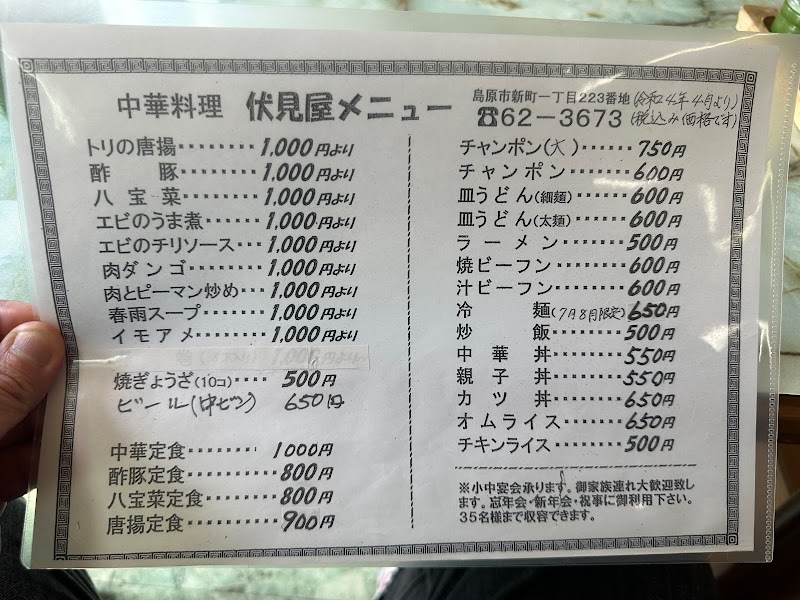 中華料理 伏見屋メニュー
島原市新町一丁目223番地(令和4年4月より)
☎62-3673(税込み価格です)
トリの唐揚········1,000円より
酢豚········1,000円より
八宝菜········1,000円より
エビのうま煮·····1,000円より
エビのチリソース···1,000円より
肉ダンゴ········1,000円より
肉とピーマン炒め···1,000円より
春雨スープ·······1,000円より
イモアメ········1,000円より
1,000円より
焼ぎょうざ(10コ)····500円
ビール(中ビン) 650円
中華定食········1000円
酢豚定食········800円
八宝菜定食·······800円
唐揚定食········900円
チャンポン(大)·····750円
チャンポン·······600円
皿うどん(細麺)·····600円
皿うどん(太麺)·····600円
ラーメン·······500円
焼ビーフン·······600円
汁ビーフン·······600円
冷麺(7月8月限定)650円
炒飯·······500円
中華丼·······550円
親子丼·······550円
カツ丼·······650円
オムライス·······650円
チキンライス·······500円
※小中宴会承ります。御家族連れ大歓迎致し
ます。忘年会・新年会・祝事に御利用下さい。
35名様まで収容できます。